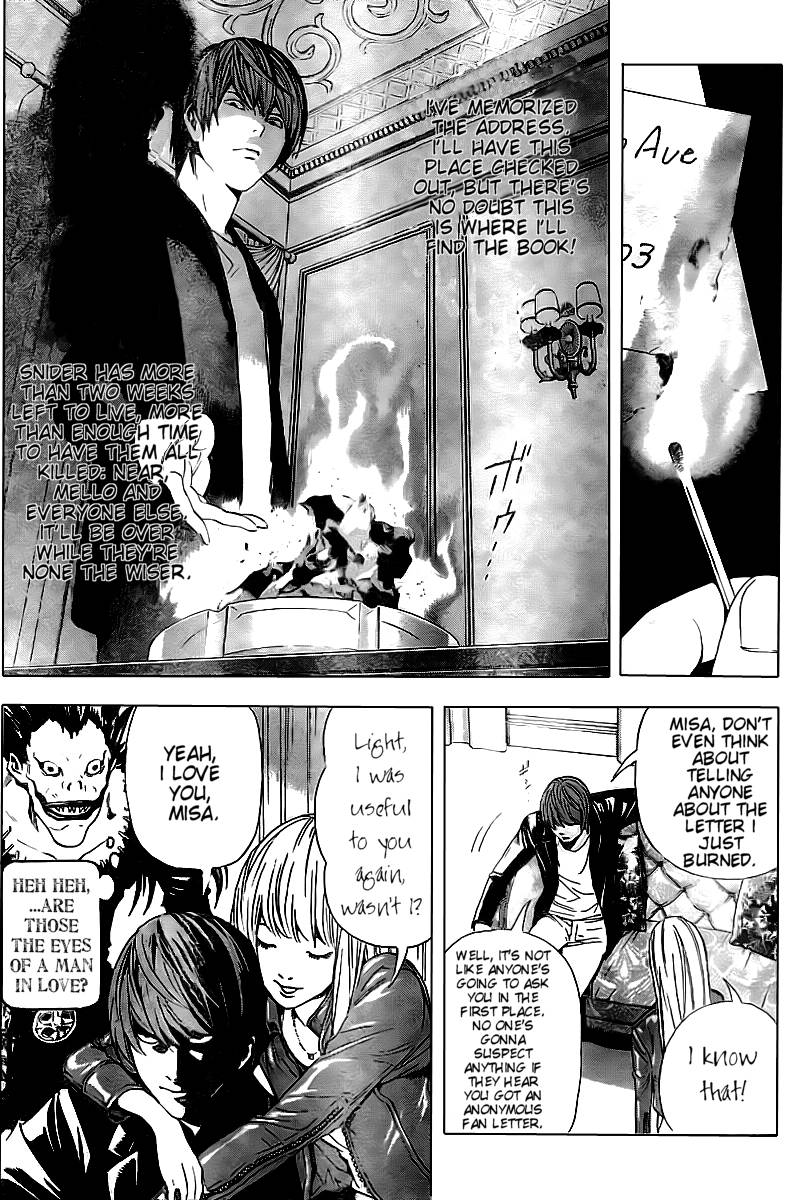 Ave
03
I'VE MEMORIZED
THE ADDRESS.
I'LL HAVE THIS
PLACE CHECKED
OUT, BUT THERE'S
NO DOUBT THIS
IS WHERE I'LL
FIND THE BOOK!
ボゥ…
SNIDER HAS MORE
THAN TWO WEEKS
LEFT TO LIVE, MORE
THAN ENOUGH TIME
TO HAVE THEM ALL
KILLED: NEAR,
MELLO AND
EVERYONE ELSE.
IT'LL BE OVER
WHILE THEY'RE
NONE THE WISER.
MISA, DON'T
EVEN THINK
ABOUT
TELLING
ANYONE
ABOUT THE
LETTER I
JUST
BURNED.
I know
that!
WELL, IT'S NOT
LIKE ANYONE'S
GOING TO ASK
YOU IN THE
FIRST PLACE.
NO ONE'S
GONNA
SUSPECT
ANYTHING IF
THEY HEAR
YOU GOT AN
ANONYMOUS
FAN LETTER.
Light,
I was
useful
to you
again,
wasn't I?
YEAH,
I LOVE
YOU,
MISA.
HEH HEH,
...ARE
THOSE
THE EYES
OF A MAN
IN LOVE?